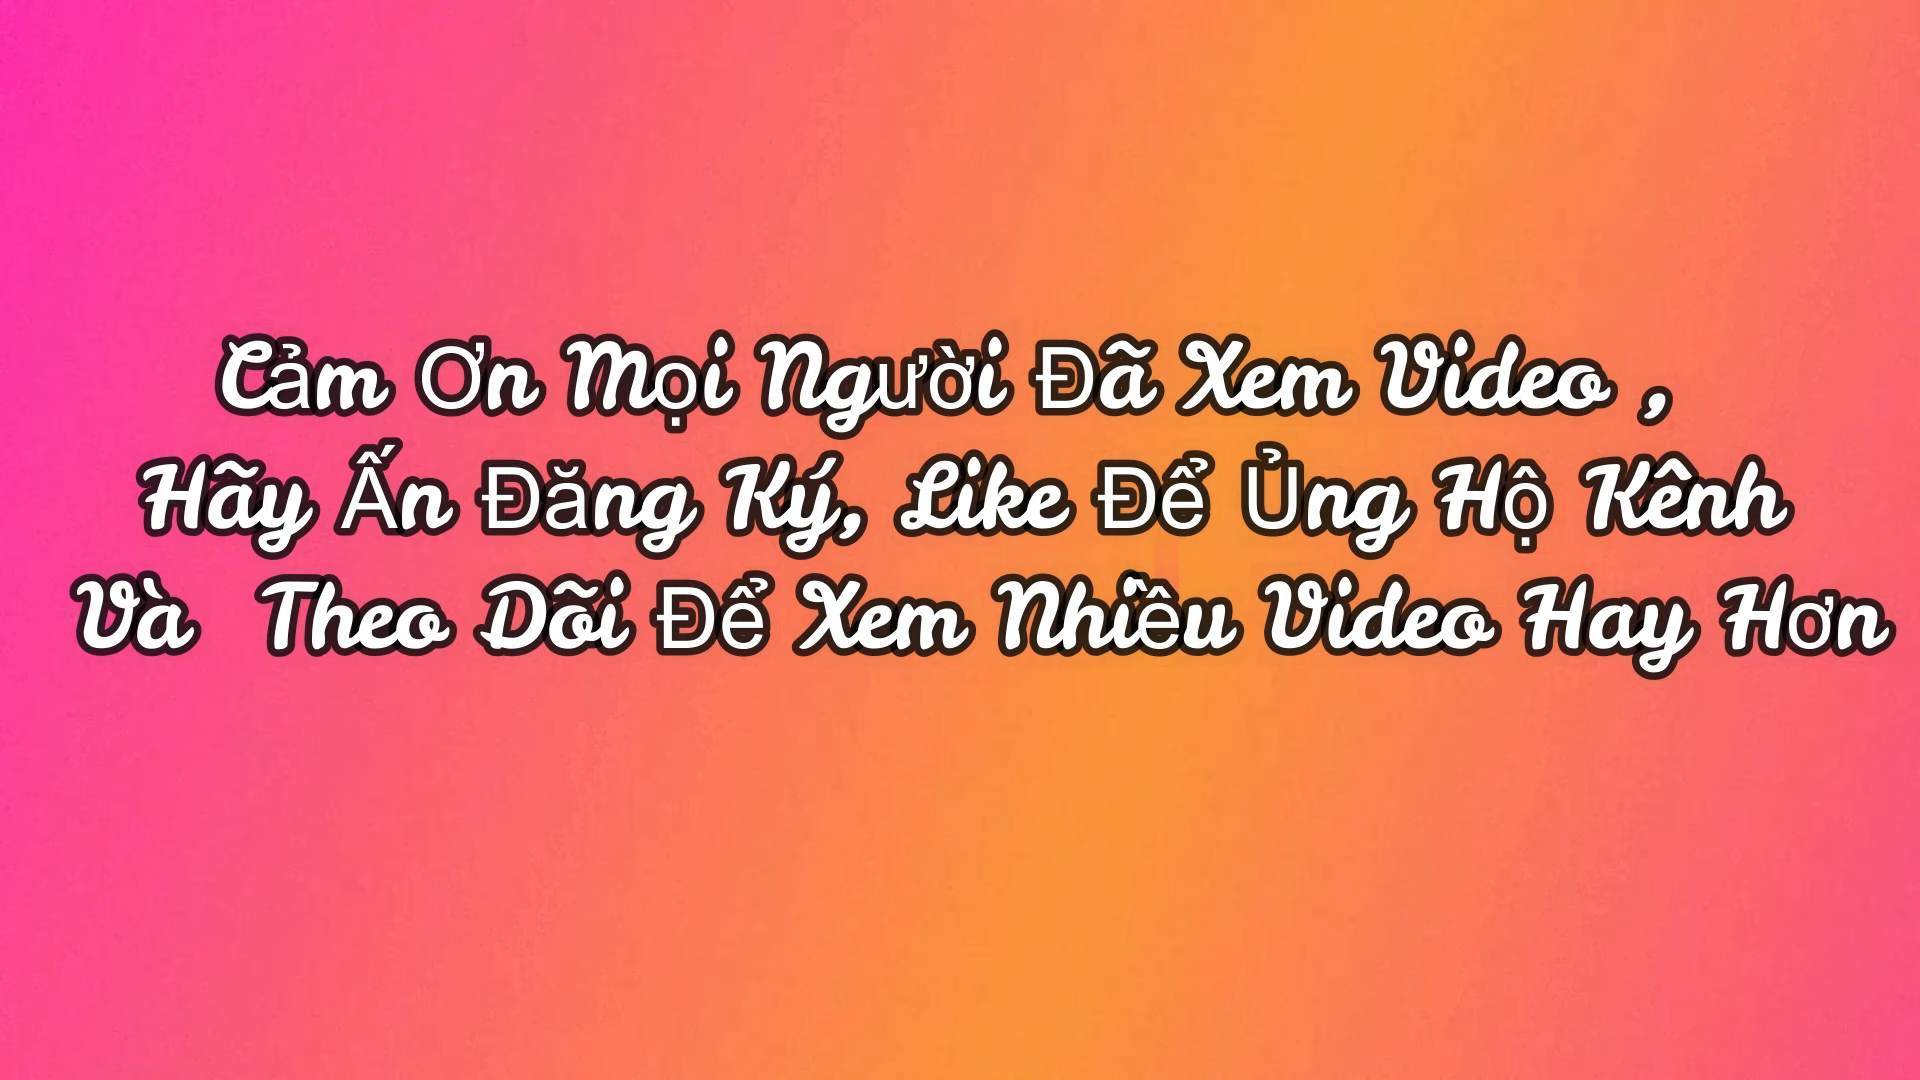 Cảm Ơn Mọi Người Đã Xem Video ,
Hãy Ấn Đăng Ký, Like Để Ủng Hộ Kênh
Và Theo Dõi Để Xem Nhiều Video Hay Hơn